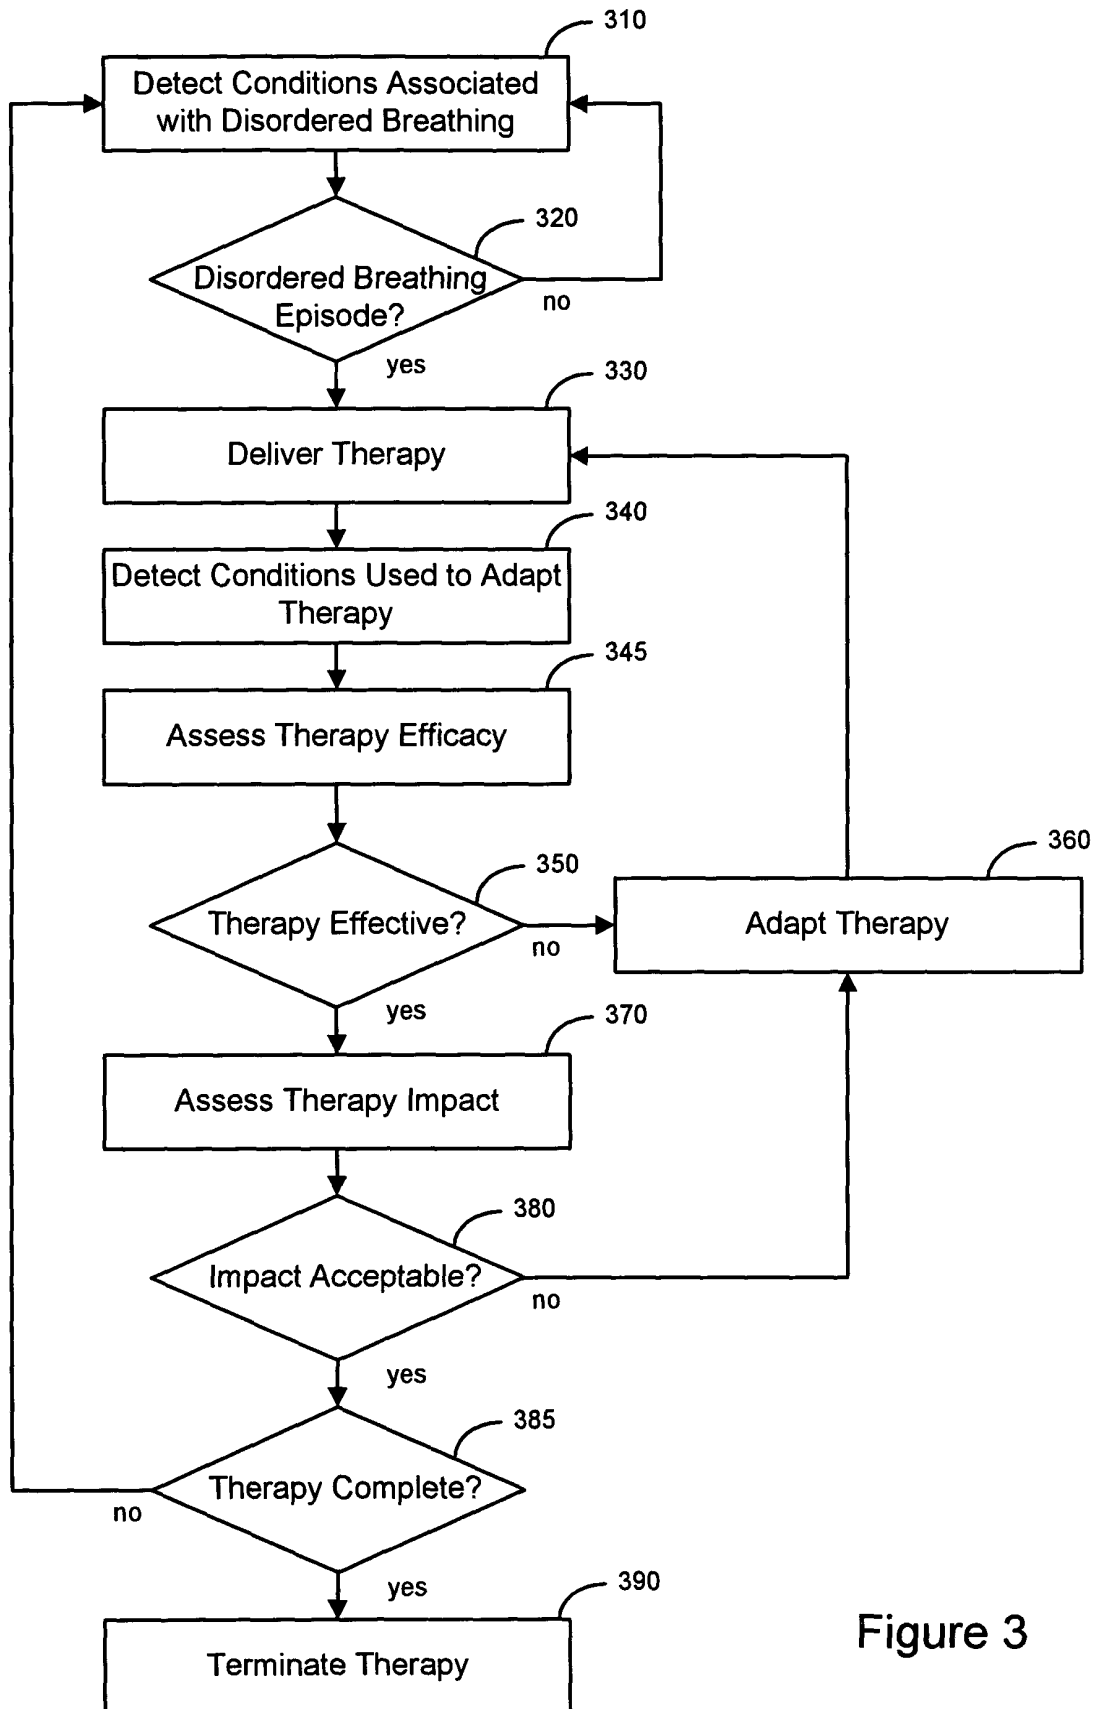 310
Detect Conditions Associated
with Disordered Breathing
320
Disordered Breathing
Episode?
no
yes
330
Deliver Therapy
340
Detect Conditions Used to Adapt
Therapy
345
Assess Therapy Efficacy
350
Therapy Effective?
no
360
Adapt Therapy
yes
370
Assess Therapy Impact
380
Impact Acceptable?
no
yes
385
Therapy Complete?
no
yes
390
Terminate Therapy
Figure 3